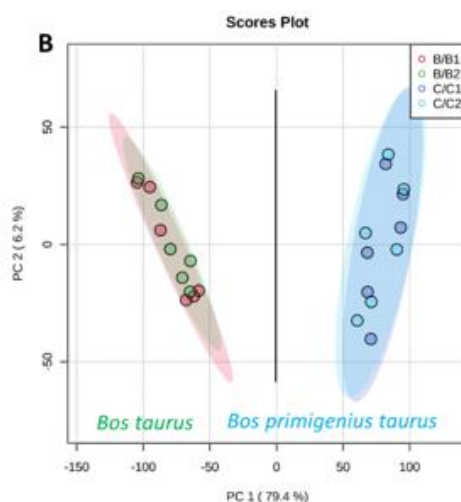 Scores Plot
B
B/B1
B/B2
C/C1
C/C2
50
0
-50
PC 2 ( 6.2 %)
Bos taurus
Bos primigenius taurus
-150
-100
-50
0
50
100
PC 1 ( 79.4 %)